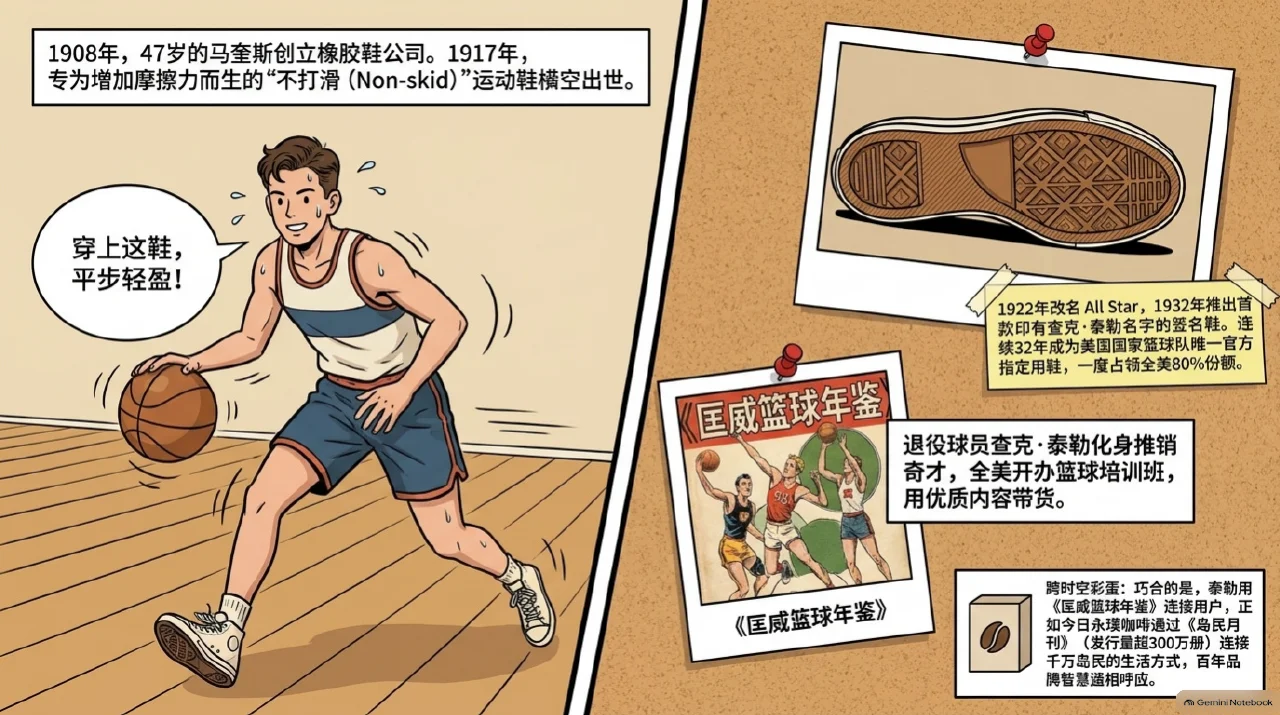 1908年，47岁的马奎斯创立橡胶鞋公司。1917年，
专为增加摩擦力而生的“不打滑（Non-skid）”运动鞋横空出世。
穿上这鞋，
平步轻盈！
1922年改名 All Star，1932年推出首
款印有查克·泰勒名字的签名鞋。连
续32年成为美国国家篮球队唯一官方
指定用鞋，一度占领全美80%份额。
《匡威篮球年鉴
《匡威篮球年鉴》
退役球员查克·泰勒化身推销
奇才，全美开办篮球培训班，
用优质内容带货。
跨时空彩蛋：巧合的是，泰勒用
《匡威篮球年鉴》连接用户，正
如今日永璞咖啡通过《岛民月
刊》（发行量超300万册）连接
千万岛民的生活方式，百年品
牌智慧遥相呼应。
Gemini Notebook